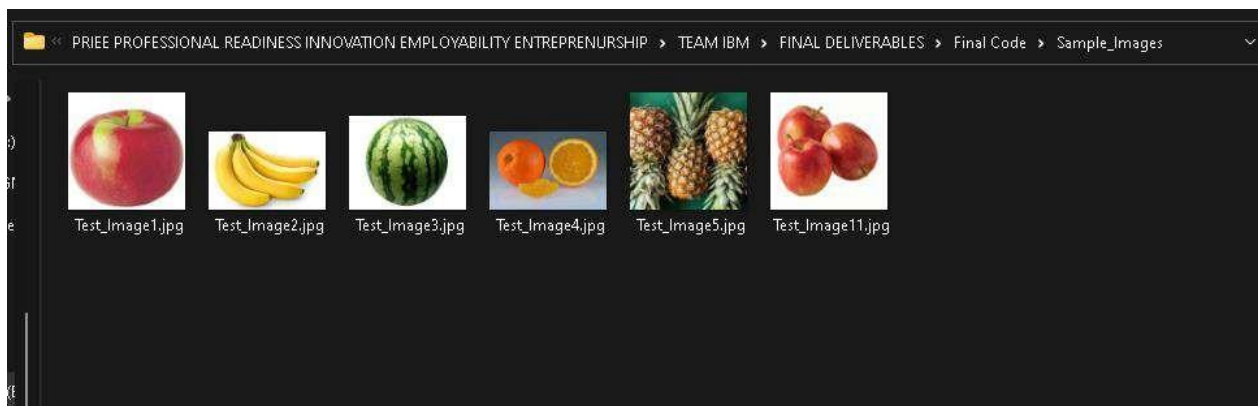 « PRIEE PROFESSIONAL READINESS INNOVATION EMPLOYABILITY ENTREPRENURSHIP > TEAM IBM > FINAL DELIVERABLES > Final Code > Sample_Images
Test_Image1.jpg Test_Image2.jpg Test_Image3.jpg Test_Image4.jpg Test_Image5.jpg Test_Image11.jpg